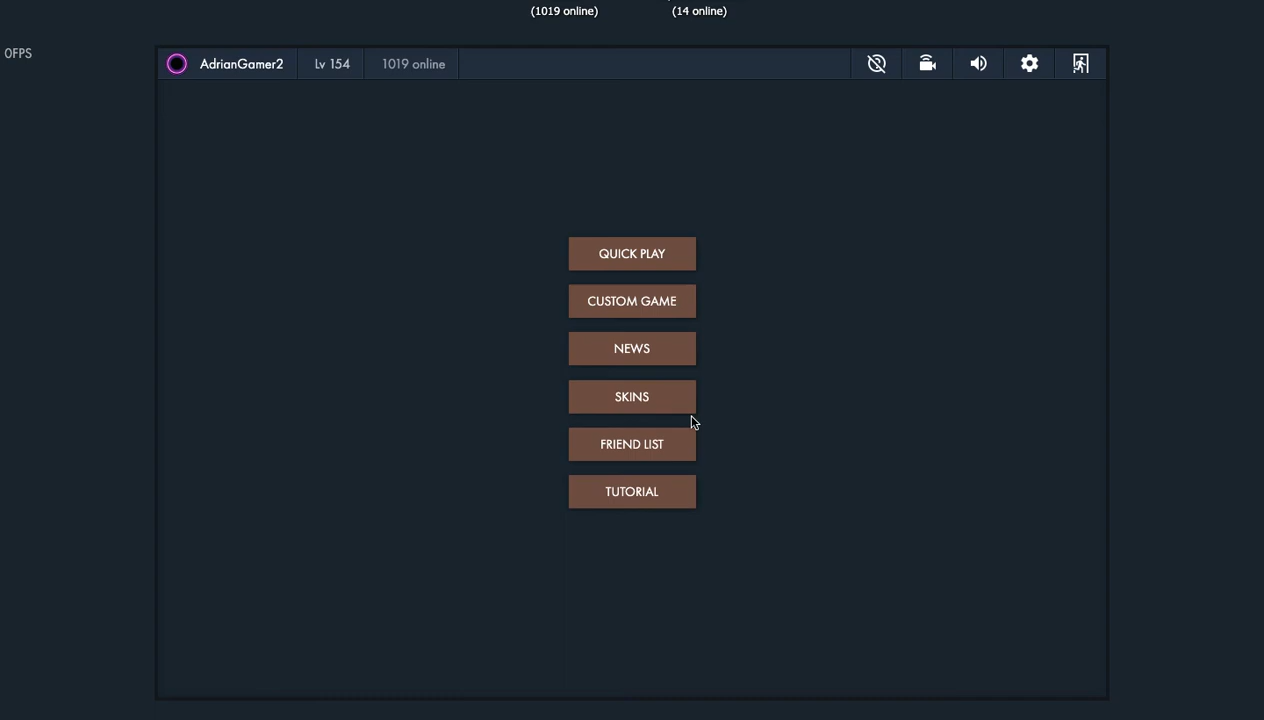 (1019 online) (14 online)
0FPS
AdrianGamer2 Lv 154 1019 online
QUICK PLAY
CUSTOM GAME
NEWS
SKINS
FRIEND LIST
TUTORIAL